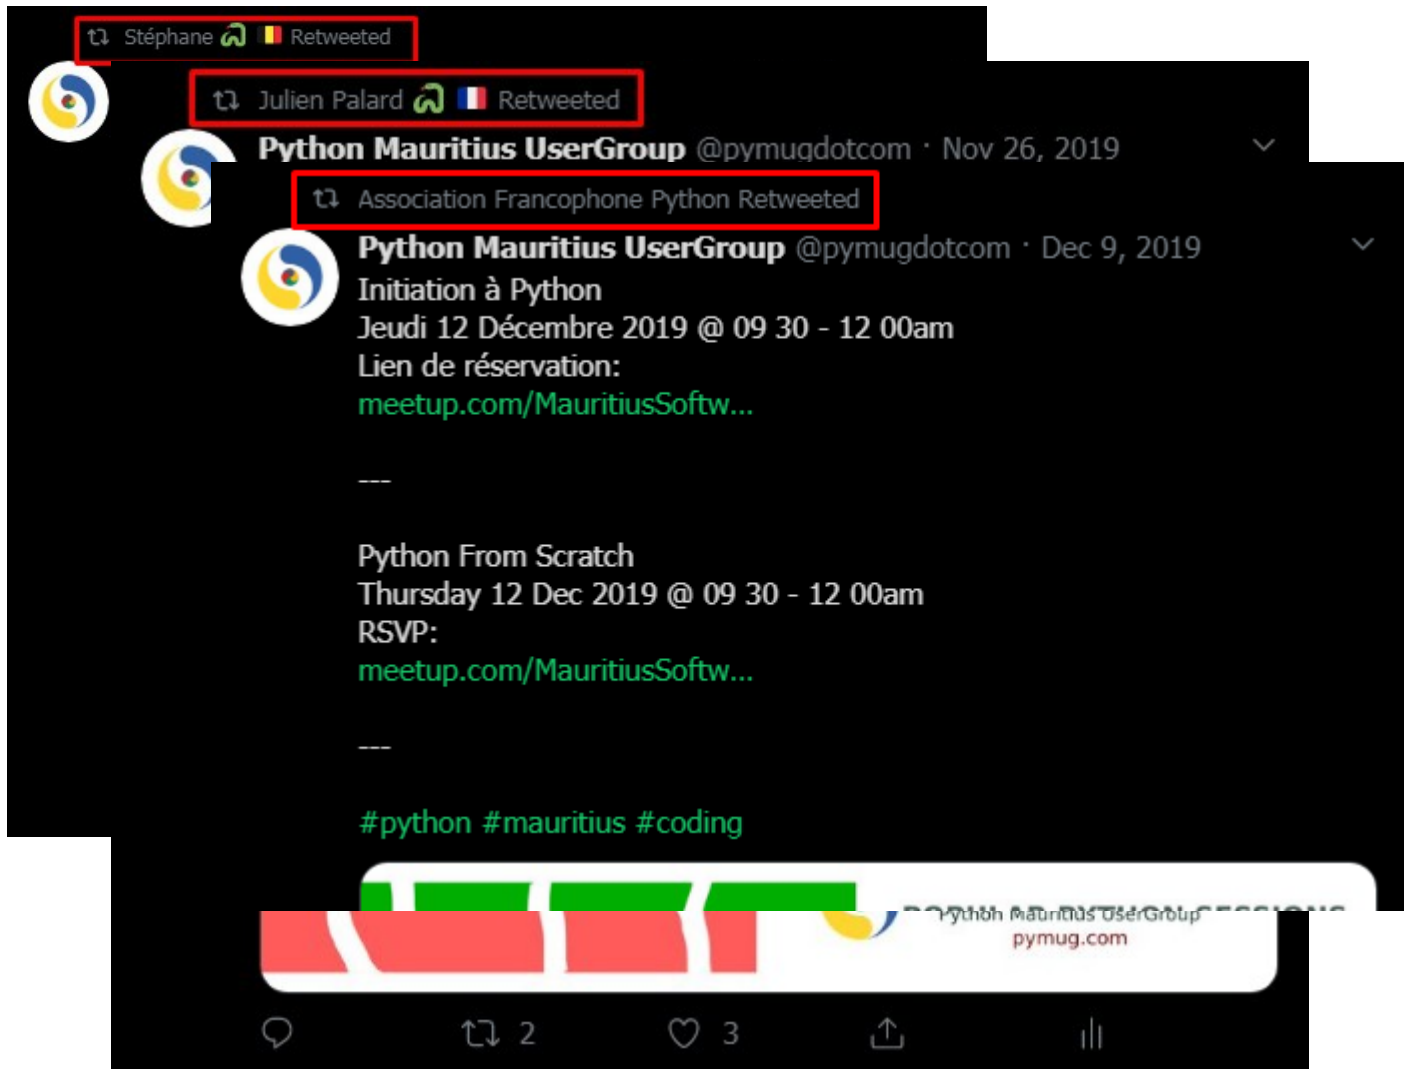 Stéphane Retweeted
Julien Palard Retweeted
Python Mauritius UserGroup @pymugdotcom · Nov 26, 2019
Association Francophone Python Retweeted
Python Mauritius UserGroup @pymugdotcom · Dec 9, 2019
Initiation à Python
Jeudi 12 Décembre 2019 @ 09 30 - 12 00am
Lien de réservation:
meetup.com/MauritiusSoftw...
---
Python From Scratch
Thursday 12 Dec 2019 @ 09 30 - 12 00am
RSVP:
meetup.com/MauritiusSoftw...
---
#python #mauritius #coding
POPULAR PYTHON SESSIONS
Python Mauritius UserGroup
pymug.com
2 3